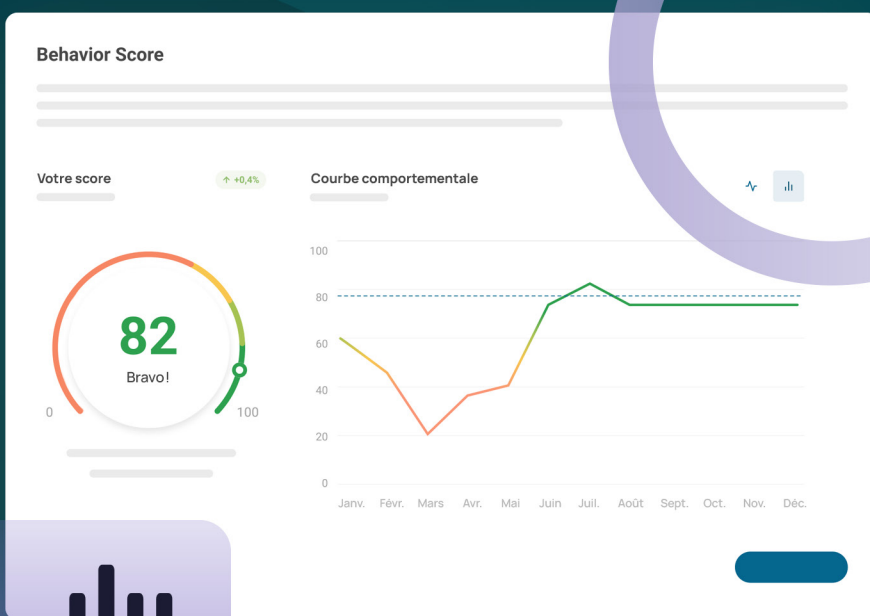 Behavior Score
Votre score
↑ +0,4%
Courbe comportementale
82
Bravo!
0
100
100
80
60
40
20
0
Janv. Févr. Mars Avr. Mai Juin Juil. Août Sept. Oct. Nov. Déc.